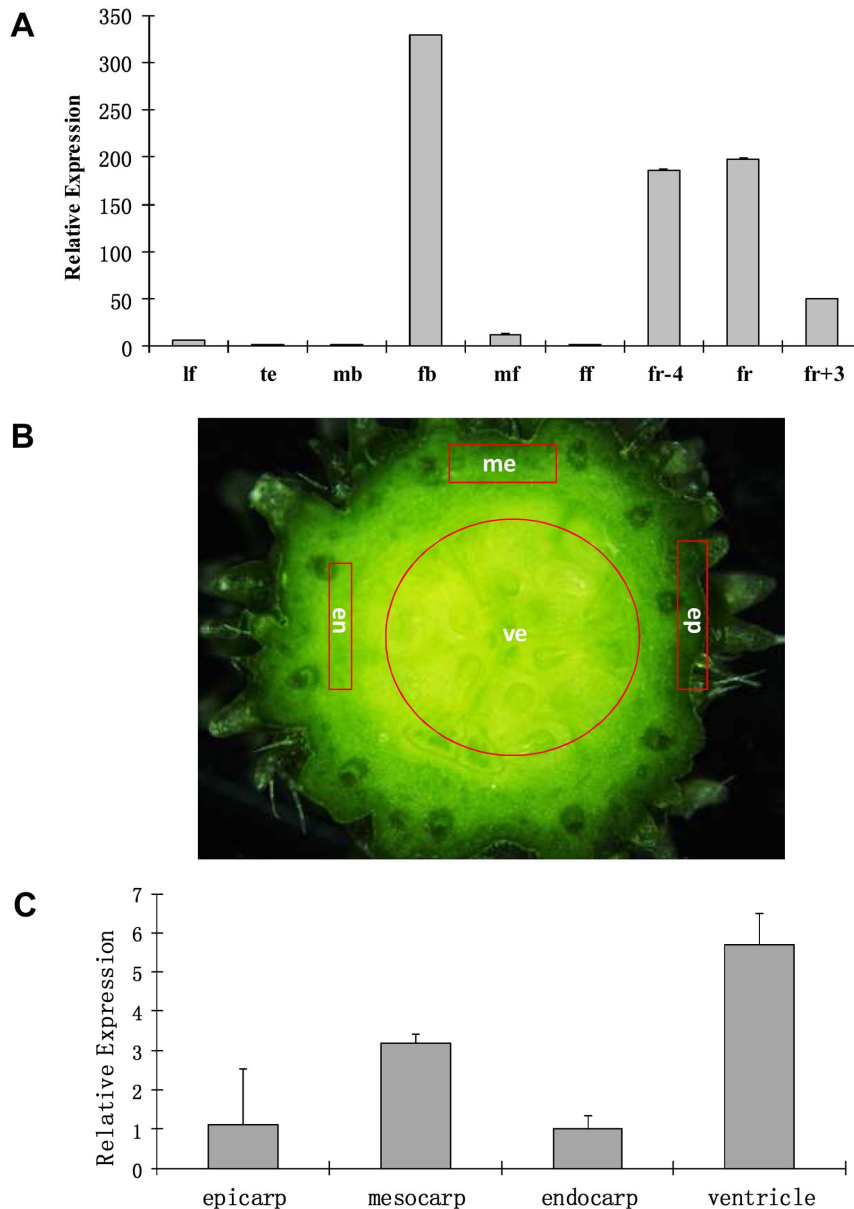 A
Relative Expression
350
300
250
200
150
100
50
0
lf te mb fb mf ff fr-4 fr fr+3
B
me
en
ve
ep
C
Relative Expression
7
6
5
4
3
2
1
0
epicarp mesocarp endocarp ventricle